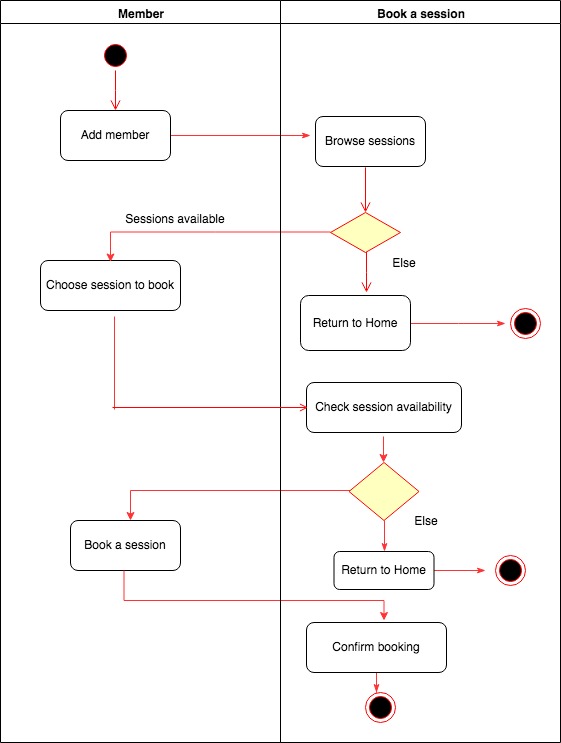 Member
Book a session
Add member
Browse sessions
Sessions available
Else
Choose session to book
Return to Home
Check session availability
Else
Book a session
Return to Home
Confirm booking